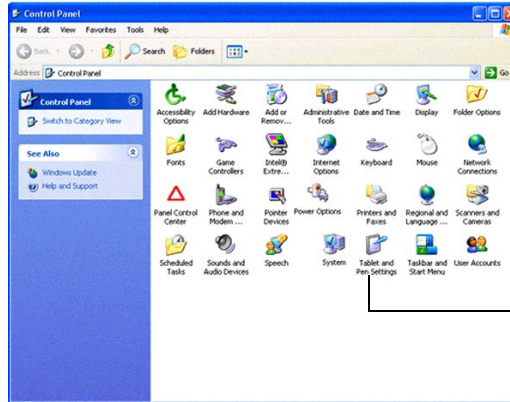 Control Panel
File Edit View Favorites Tools Help
Back Search Folders
Address Control Panel Go
Control Panel
Switch to Category View
See Also
Windows Update
Help and Support
Accessibility Options
Add Hardware
Add or Remov...
Administrative Tools
Date and Time
Display
Folder Options
Fonts
Game Controllers
Intel® Extre...
Internet Options
Keyboard
Mouse
Network Connections
Panel Control Center
Phone and Modem ...
Pointer Devices
Power Options
Printers and Faxes
Regional and Language ...
Scanners and Cameras
Scheduled Tasks
Sounds and Audio Devices
Speech
System
Tablet and Pen Settings
Taskbar and Start Menu
User Accounts